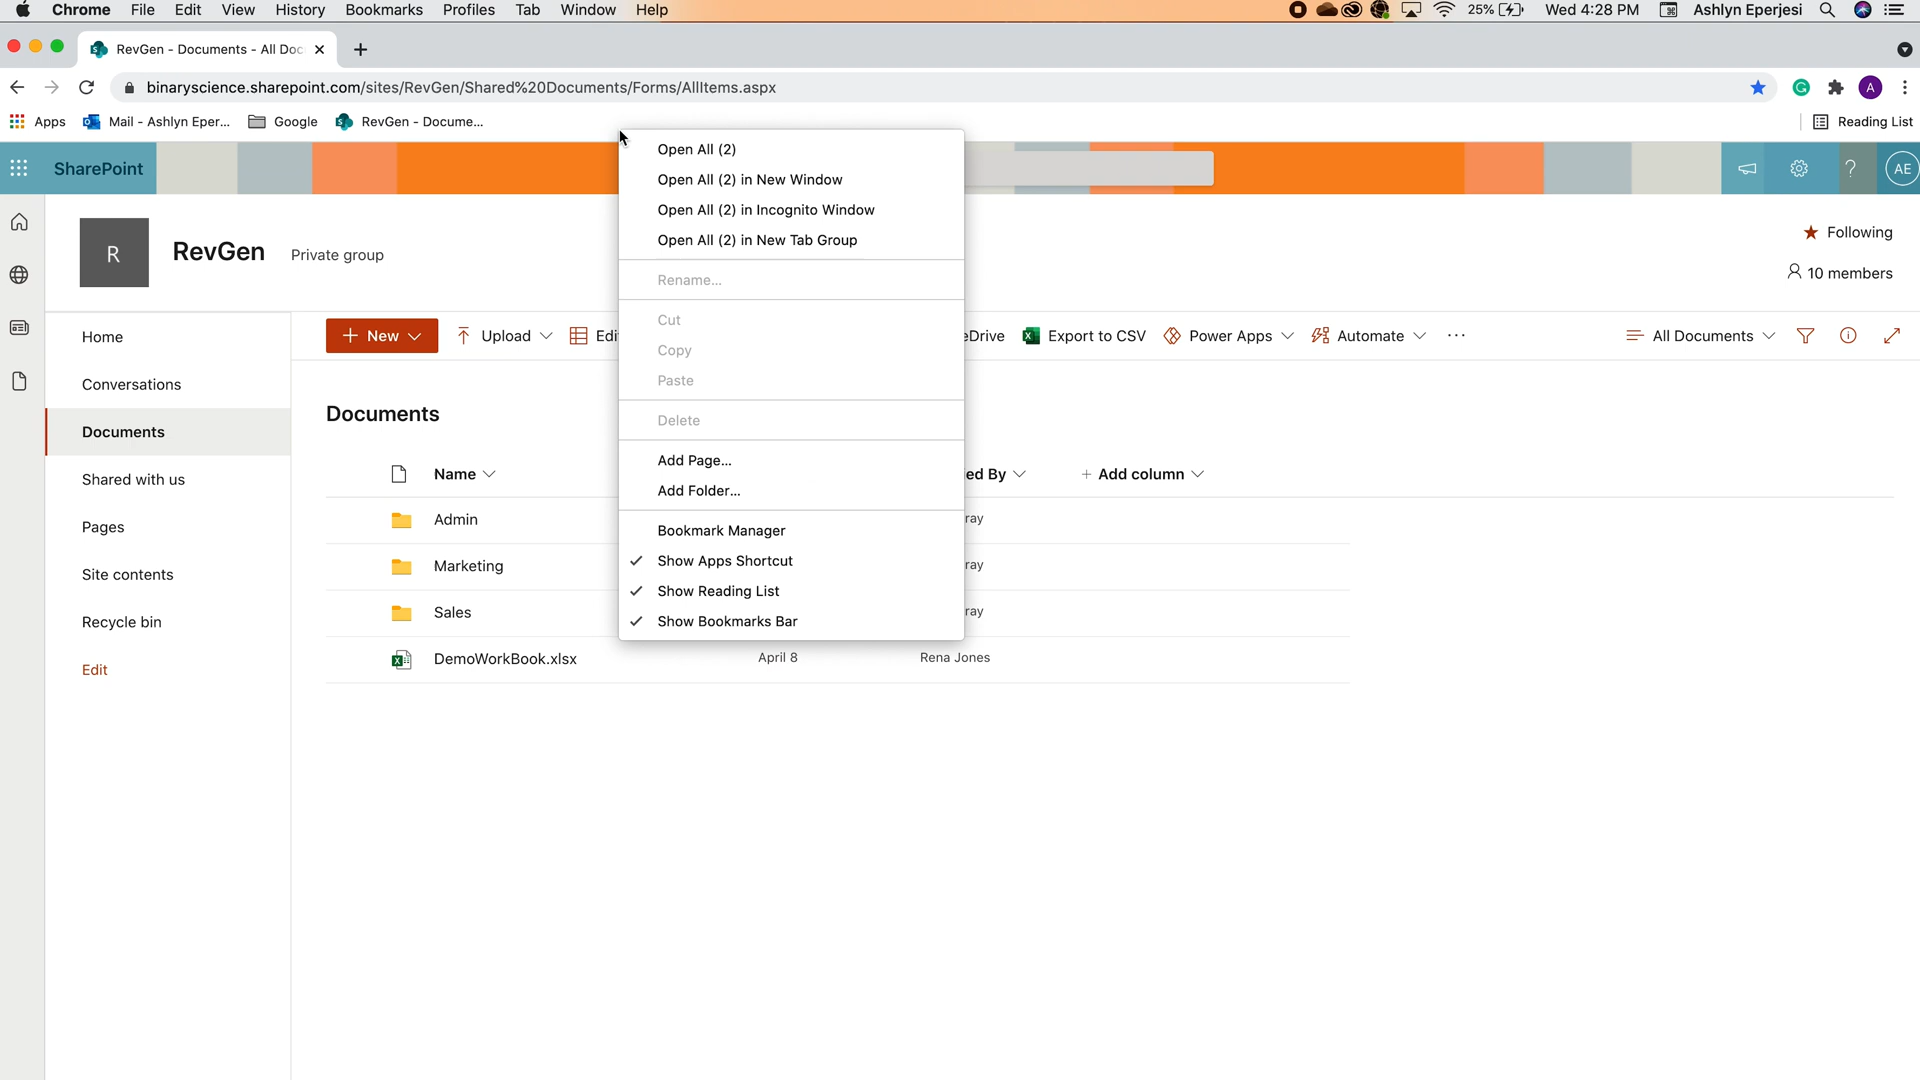 Chrome File Edit View History Bookmarks Profiles Tab Window Help 25% Wed 4:28 PM Ashlyn Eperjesi
RevGen - Documents - All Doc
binaryscience.sharepoint.com/sites/RevGen/Shared%20Documents/Forms/AllItems.aspx A
Apps Mail - Ashlyn Eper... Google RevGen - Docume... Reading List
SharePoint ? AE
R RevGen Private group
Following
10 members
Home
Conversations
Documents
Shared with us
Pages
Site contents
Recycle bin
Edit
+ New Upload Edi eDrive Export to CSV Power Apps Automate ... All Documents
Documents
Name ed By + Add column
Admin ray
Marketing ray
Sales ray
DemoWorkBook.xlsx April 8 Rena Jones
Open All (2)
Open All (2) in New Window
Open All (2) in Incognito Window
Open All (2) in New Tab Group
Rename...
Cut
Copy
Paste
Delete
Add Page...
Add Folder...
Bookmark Manager
Show Apps Shortcut
Show Reading List
Show Bookmarks Bar